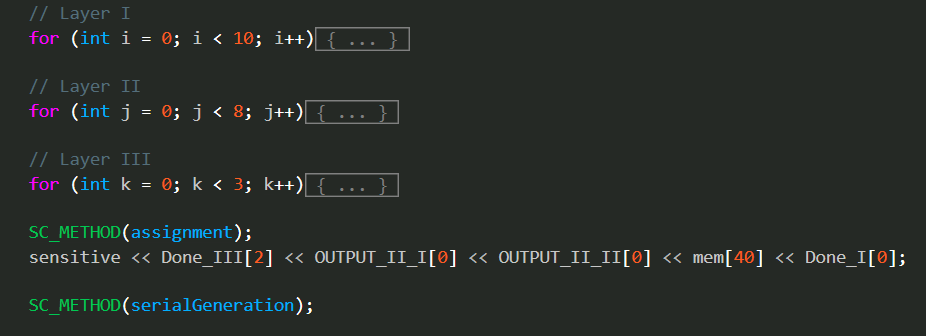 // Layer I
for (int i = 0; i < 10; i++){ ... }
// Layer II
for (int j = 0; j < 8; j++){ ... }
// Layer III
for (int k = 0; k < 3; k++){ ... }
SC_METHOD(assignment);
sensitive << Done_III[2] << OUTPUT_II_I[0] << OUTPUT_II_II[0] << mem[40] << Done_I[0];
SC_METHOD(serialGeneration);